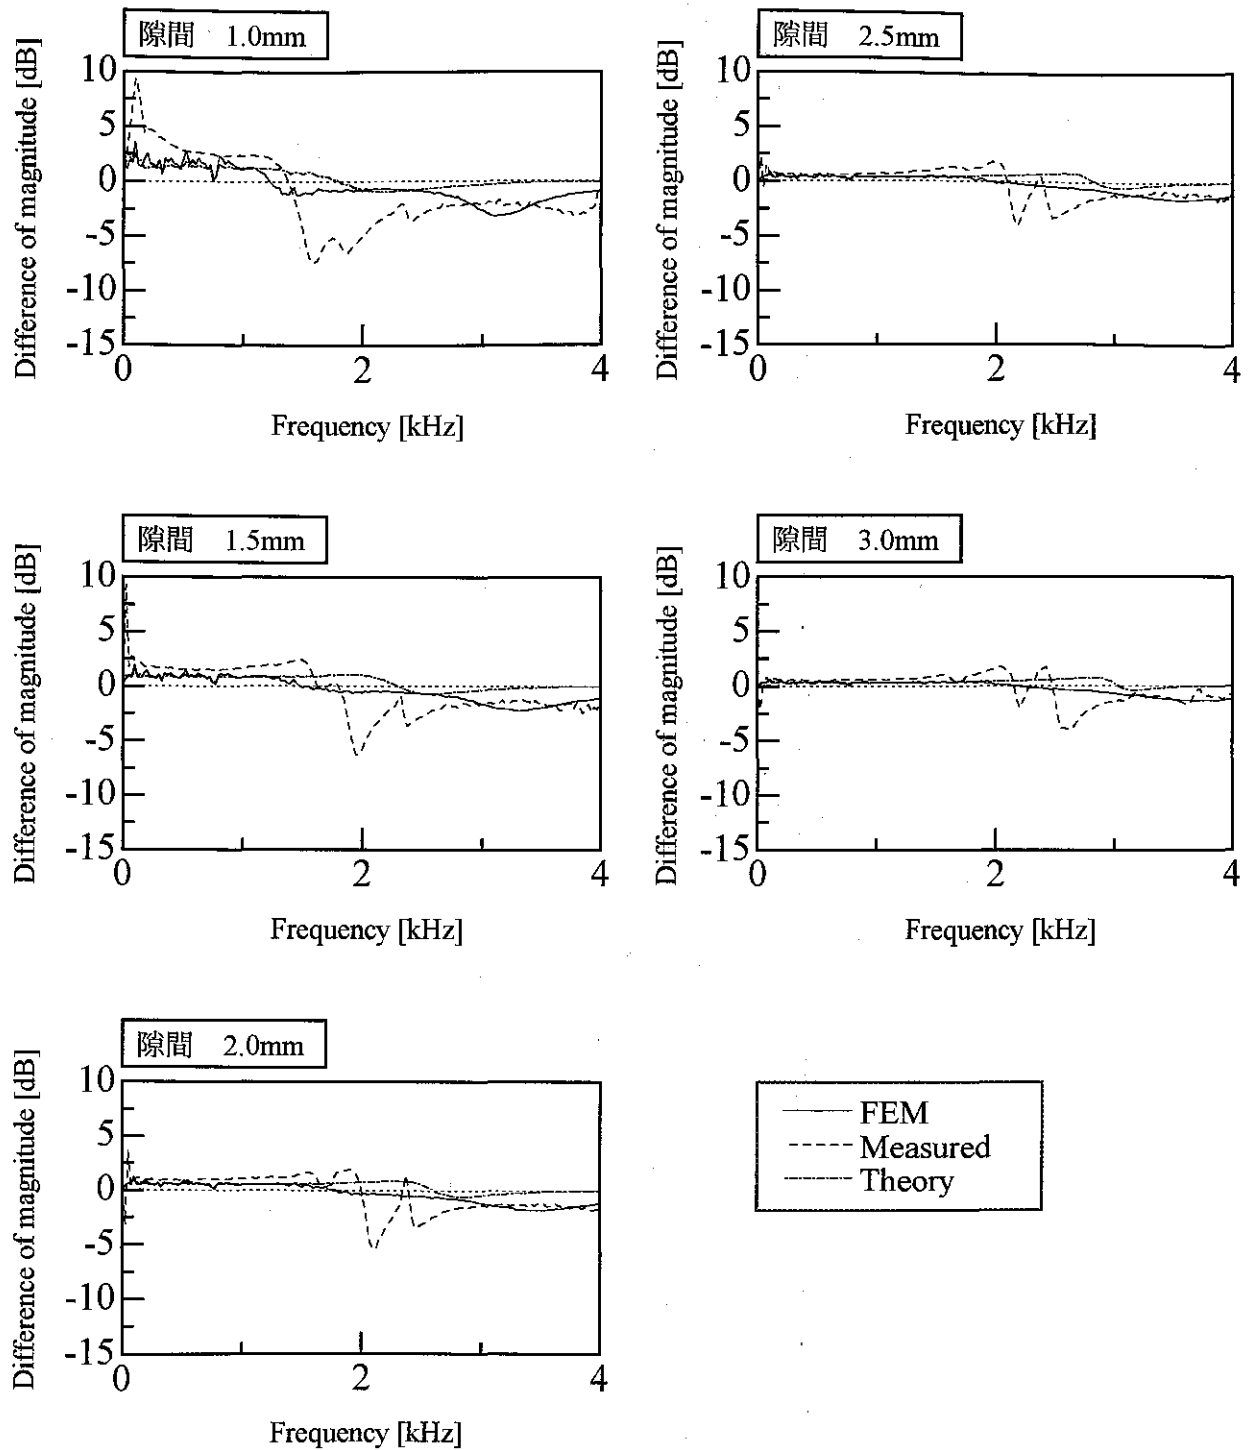 隙間 1.0mm
Difference of magnitude [dB]
10
5
0
-5
-10
-15
0 2 4
Frequency [kHz]
隙間 2.5mm
Difference of magnitude [dB]
10
5
0
-5
-10
-15
0 2 4
Frequency [kHz]
隙間 1.5mm
Difference of magnitude [dB]
10
5
0
-5
-10
-15
0 2 4
Frequency [kHz]
隙間 3.0mm
Difference of magnitude [dB]
10
5
0
-5
-10
-15
0 2 4
Frequency [kHz]
隙間 2.0mm
Difference of magnitude [dB]
10
5
0
-5
-10
-15
0 2 4
Frequency [kHz]
FEM
Measured
Theory